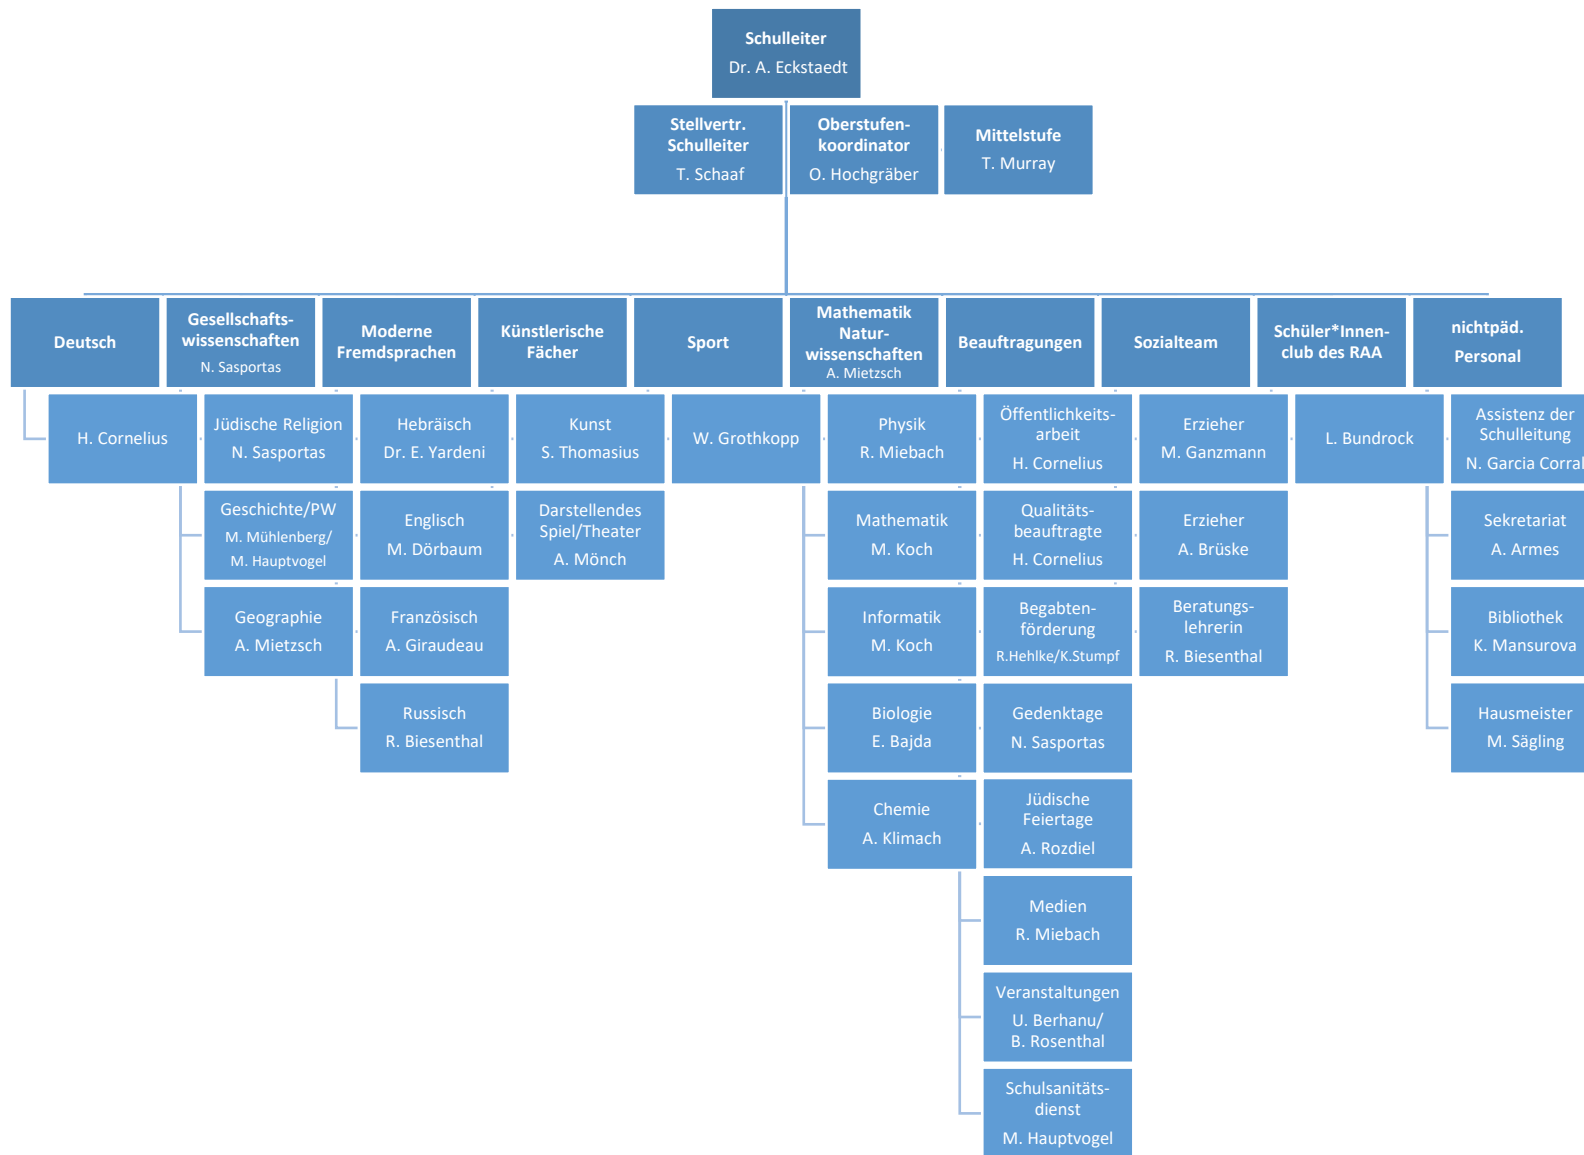 Schulleiter
Dr. A. Eckstaedt
Stellvertr.
Schulleiter
T. Schaaf
Oberstufen-
koordinator
O. Hochgräber
Mittelstufe
T. Murray
Deutsch
Gesellschafts-
wissenschaften
N. Sasportas
Moderne
Fremdsprachen
Künstlerische
Fächer
Sport
Mathematik
Natur-
wissenschaften
A. Mietzsch
Beauftragungen
Sozialteam
Schüler*Innen-
club des RAA
nichtpäd.
Personal
H. Cornelius
Jüdische Religion
N. Sasportas
Geschichte/PW
M. Mühlenberg/
M. Hauptvogel
Geographie
A. Mietzsch
Hebräisch
Dr. E. Yardeni
Englisch
M. Dörbaum
Französisch
A. Giraudeau
Russisch
R. Biesenthal
Kunst
S. Thomasius
Darstellendes
Spiel/Theater
A. Mönch
W. Grothkopp
Physik
R. Miebach
Mathematik
M. Koch
Informatik
M. Koch
Biologie
E. Bajda
Chemie
A. Klimach
Öffentlichkeits-
arbeit
H. Cornelius
Qualitäts-
beauftragte
H. Cornelius
Begabten-
förderung
R.Hehlke/K.Stumpf
Gedenktage
N. Sasportas
Jüdische
Feiertage
A. Rozdiel
Medien
R. Miebach
Veranstaltungen
U. Berhanu/
B. Rosenthal
Schulsanitäts-
dienst
M. Hauptvogel
Erzieher
M. Ganzmann
Erzieher
A. Brüske
Beratungs-
lehrerin
R. Biesenthal
L. Bundrock
Assistenz der
Schulleitung
N. Garcia Corral
Sekretariat
A. Armes
Bibliothek
K. Mansurova
Hausmeister
M. Sägling